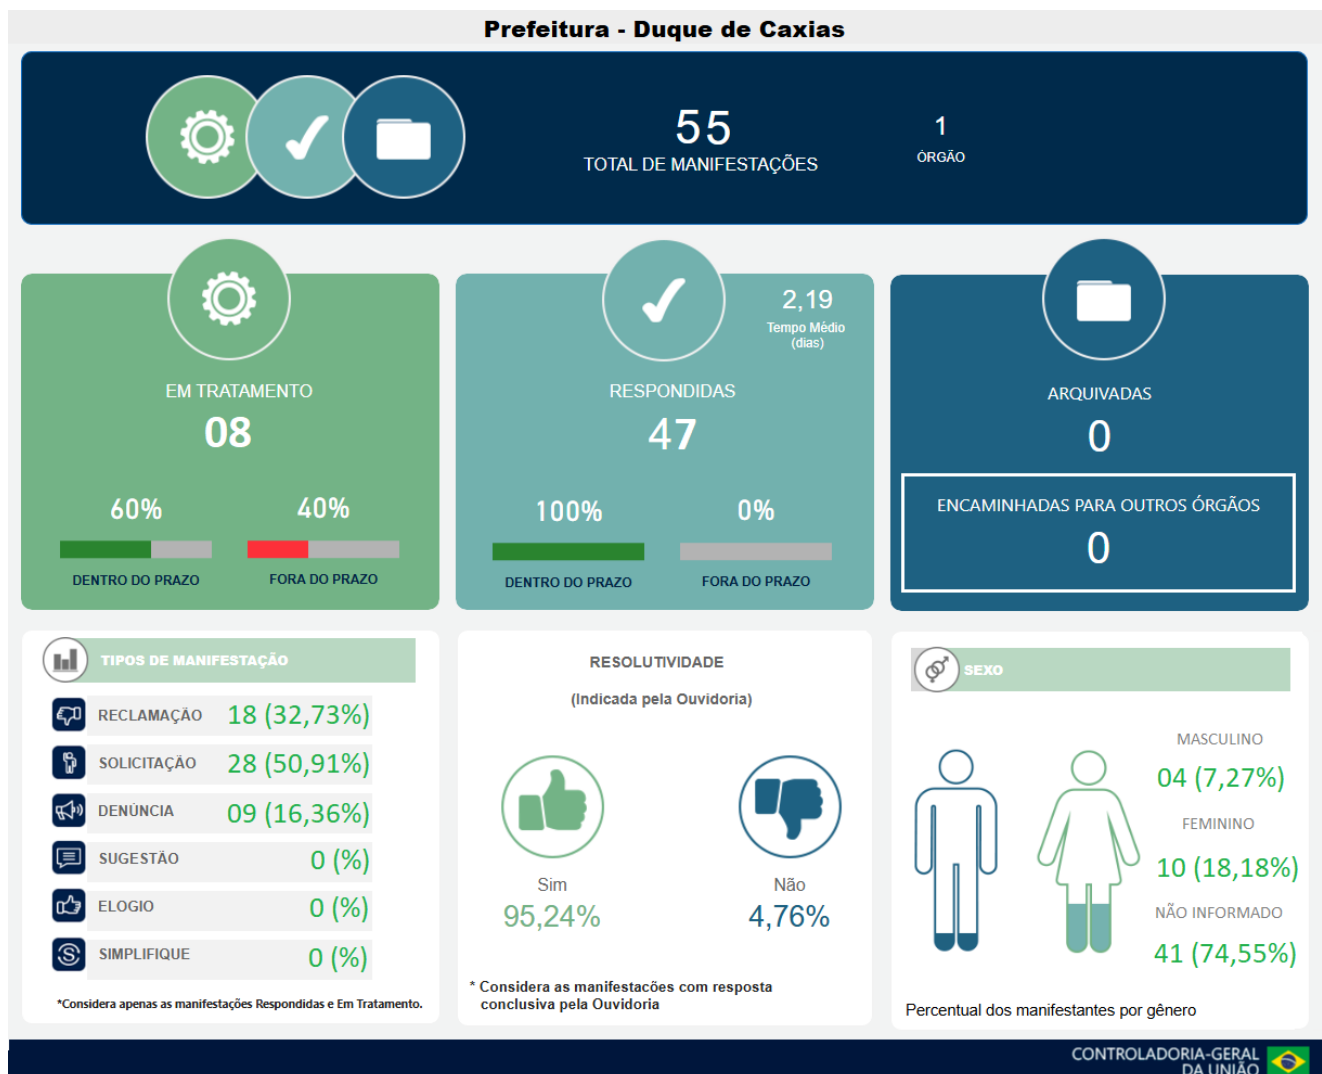 Prefeitura - Duque de Caxias
55
TOTAL DE MANIFESTAÇÕES
1
ÓRGÃO
EM TRATAMENTO
08
60%
40%
DENTRO DO PRAZO
FORA DO PRAZO
2,19
Tempo Médio
(dias)
RESPONDIDAS
47
100%
0%
DENTRO DO PRAZO
FORA DO PRAZO
ARQUIVADAS
0
ENCAMINHADAS PARA OUTROS ÓRGÃOS
0
TIPOS DE MANIFESTAÇÃO
RECLAMAÇÃO 18 (32,73%)
SOLICITAÇÃO 28 (50,91%)
DENÚNCIA 09 (16,36%)
SUGESTÃO 0 (%)
ELOGIO 0 (%)
SIMPLIFIQUE 0 (%)
*Considera apenas as manifestações Respondidas e Em Tratamento.
RESOLUTIVIDADE
(Indicada pela Ouvidoria)
Sim
95,24%
Não
4,76%
* Considera as manifestacões com resposta
conclusiva pela Ouvidoria
SEXO
MASCULINO
04 (7,27%)
FEMININO
10 (18,18%)
NÃO INFORMADO
41 (74,55%)
Percentual dos manifestantes por gênero
CONTROLADORIA-GERAL
DA UNIÃO